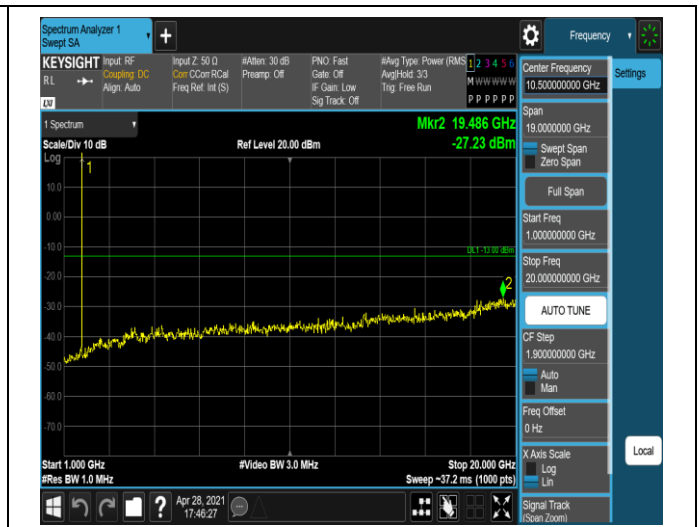 Spectrum Analyzer 1
Swept SA
Frequency
KEYSIGHT
RL
Input: RF
Coupling: DC
Align: Auto
Input Z: 50 Ω
Corr CCorr RCal
Freq Ref: Int (S)
#Atten: 30 dB
Preamp: Off
PNO: Fast
Gate: Off
IF Gain: Low
Sig Track: Off
#Avg Type: Power (RMS
Avg|Hold: 3/3
Trig: Free Run
1 2 3 4 5 6
M W W W W W
P P P P P P
LXI
1 Spectrum
Scale/Div 10 dB
Ref Level 20.00 dBm
Mkr2 19.486 GHz
-27.23 dBm
Log
1
10.0
0.00
-10.0
DL1 -13.00 dBm
-20.0
2
-30.0
-40.0
-50.0
-60.0
-70.0
Start 1.000 GHz
#Video BW 3.0 MHz
Stop 20.000 GHz
#Res BW 1.0 MHz
Sweep ~37.2 ms (1000 pts)
?
Apr 28, 2021
17:46:27
Center Frequency
10.500000000 GHz
Settings
Span
19.0000000 GHz
Swept Span
Zero Span
Full Span
Start Freq
1.000000000 GHz
Stop Freq
20.000000000 GHz
AUTO TUNE
CF Step
1.900000000 GHz
Auto
Man
Freq Offset
0 Hz
X Axis Scale
Log
Lin
Local
Signal Track
(Span Zoom)